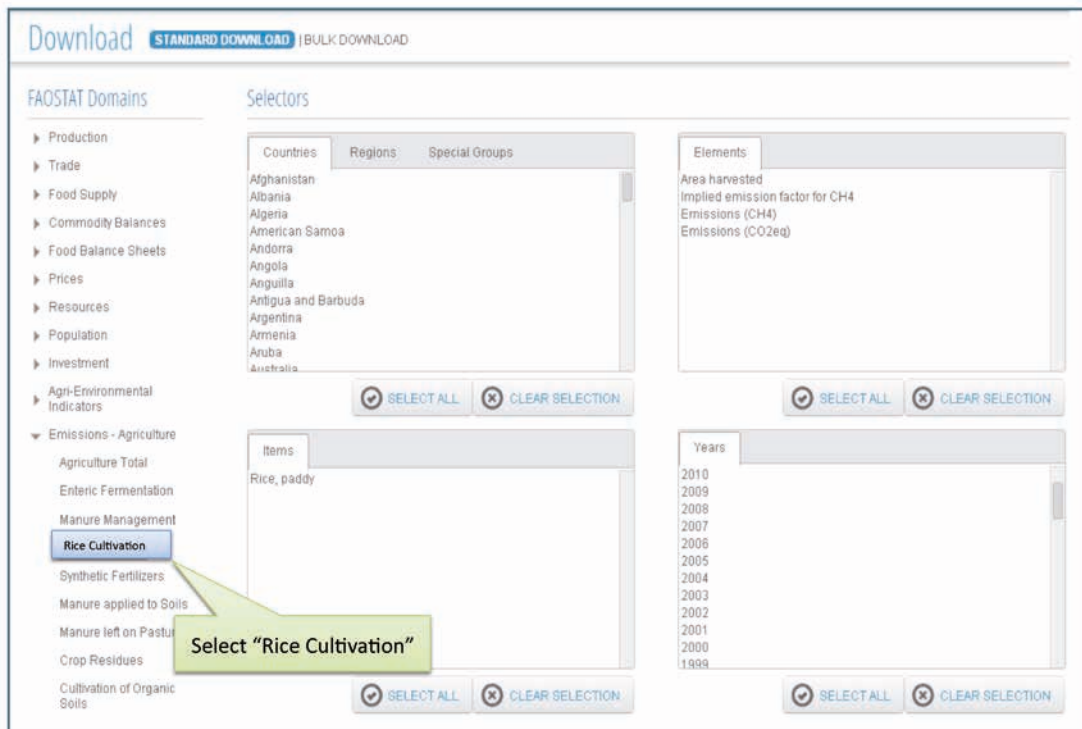 Download STANDARD DOWNLOAD | BULK DOWNLOAD
FAOSTAT Domains
Production
Trade
Food Supply
Commodity Balances
Food Balance Sheets
Prices
Resources
Population
Investment
Agri-Environmental
Indicators
Emissions - Agriculture
Agriculture Total
Enteric Fermentation
Manure Management
Rice Cultivation
Synthetic Fertilizers
Manure applied to Soils
Manure left on Pastur
Crop Residues
Cultivation of Organic
Soils
Select “Rice Cultivation”
Selectors
Countries Regions Special Groups
Afghanistan
Albania
Algeria
American Samoa
Andorra
Angola
Anguilla
Antigua and Barbuda
Argentina
Armenia
Aruba
Australia
SELECT ALL CLEAR SELECTION
Elements
Area harvested
Implied emission factor for CH4
Emissions (CH4)
Emissions (CO2eq)
SELECT ALL CLEAR SELECTION
Items
Rice, paddy
SELECT ALL CLEAR SELECTION
Years
2010
2009
2008
2007
2006
2005
2004
2003
2002
2001
2000
1999
SELECT ALL CLEAR SELECTION